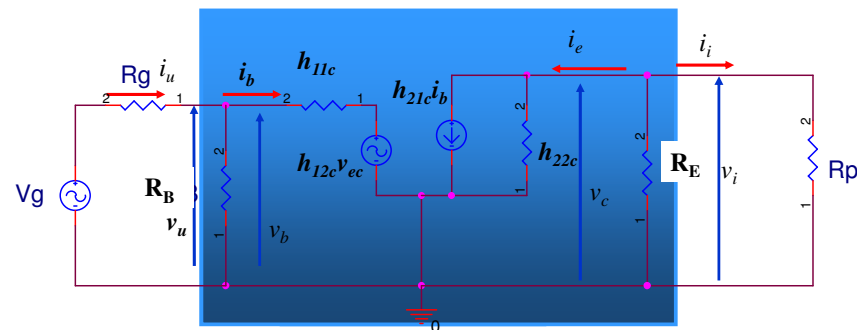 Rg
i_u
2
1
i_b
h_11c
2
1
h_21c i_b
i_e
i_i
2
2
2
2
Vg
R_B
v_u
1
v_b
h_12c v_ec
1
h_22c
v_c
R_E
1
v_i
Rp
1
0